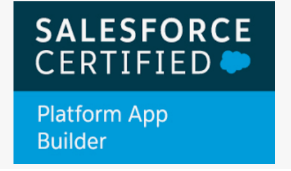 SALESFORCE
CERTIFIED
Platform App
Builder